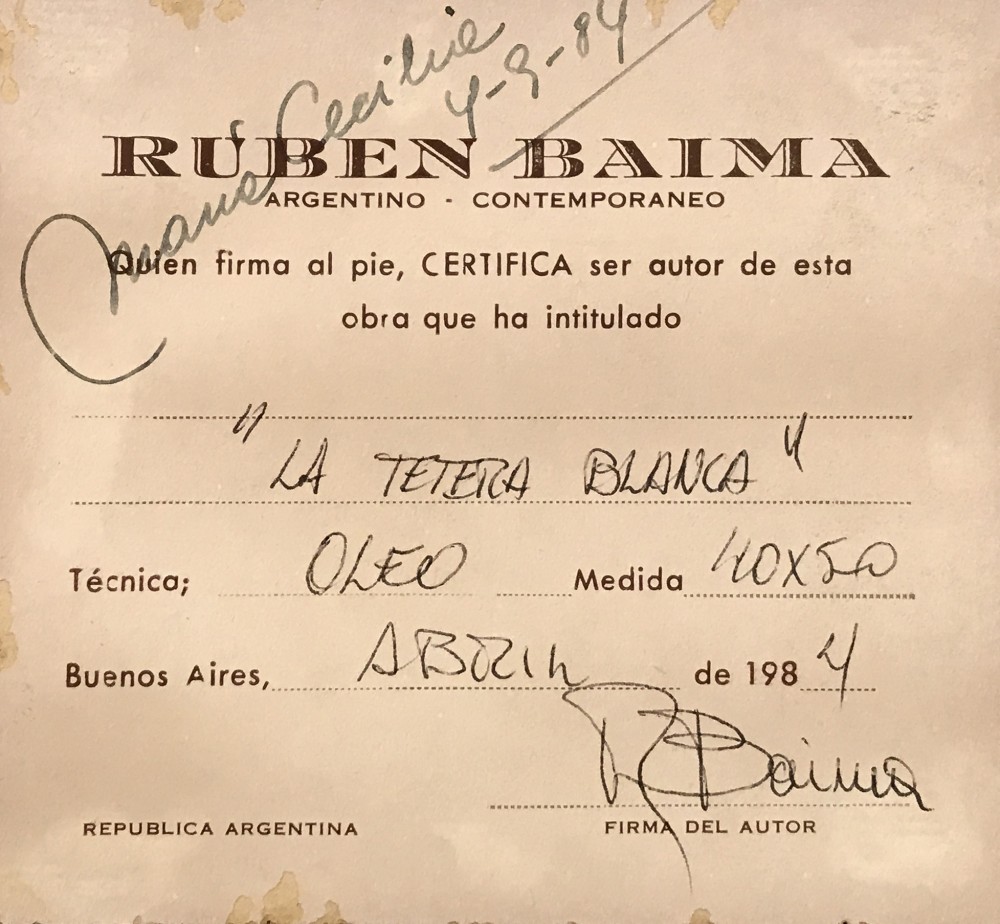 María Cecilia
4-9-84
RUBEN BAIMA
ARGENTINO - CONTEMPORANEO
Quien firma al pie, CERTIFICA ser autor de esta
obra que ha intitulado
"LA TETERA BLANCA"
Técnica; OLEO Medida 40X50
Buenos Aires, ABRIL de 1984
R Baima
REPUBLICA ARGENTINA FIRMA DEL AUTOR